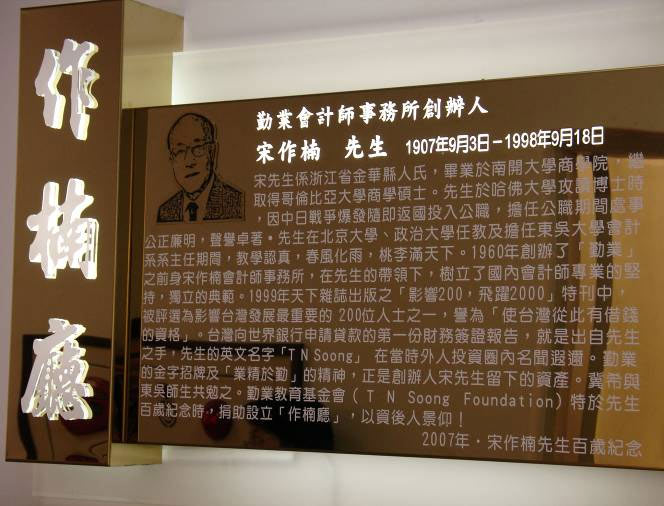 作楠廳
勤業會計師事務所創辦人
宋作楠 先生 1907年9月3日－1998年9月18日
宋先生係浙江省金華縣人氏，畢業於南開大學商學院，繼
取得哥倫比亞大學商學碩士。先生於哈佛大學攻讀博士時
，因中日戰爭爆發隨即返國投入公職，擔任公職期間處事
公正廉明，聲譽卓著。先生在北京大學、政治大學任教及擔任東吳大學會計
系系主任期間，教學認真，春風化雨，桃李滿天下。1960年創辦了「勤業」
之前身宋作楠會計師事務所，在先生的帶領下，樹立了國內會計師專業的堅
持，獨立的典範。1999年天下雜誌出版之「影響200，飛躍2000」特刊中，
被評選為影響台灣發展最重要的 200位人士之一，譽為「使台灣從此有借錢
的資格」。台灣向世界銀行申請貸款的第一份財務簽證報告，就是出自先生
之手，先生的英文名字「T N Soong」在當時外人投資圈內名聞遐邇。勤業
的金字招牌及「業精於勤」的精神，正是創辦人宋先生留下的資產。冀希與
東吳師生共勉之。勤業教育基金會（T N Soong Foundation）特於先生
百歲紀念時，捐助設立「作楠廳」，以資後人景仰！
2007年・宋作楠先生百歲紀念